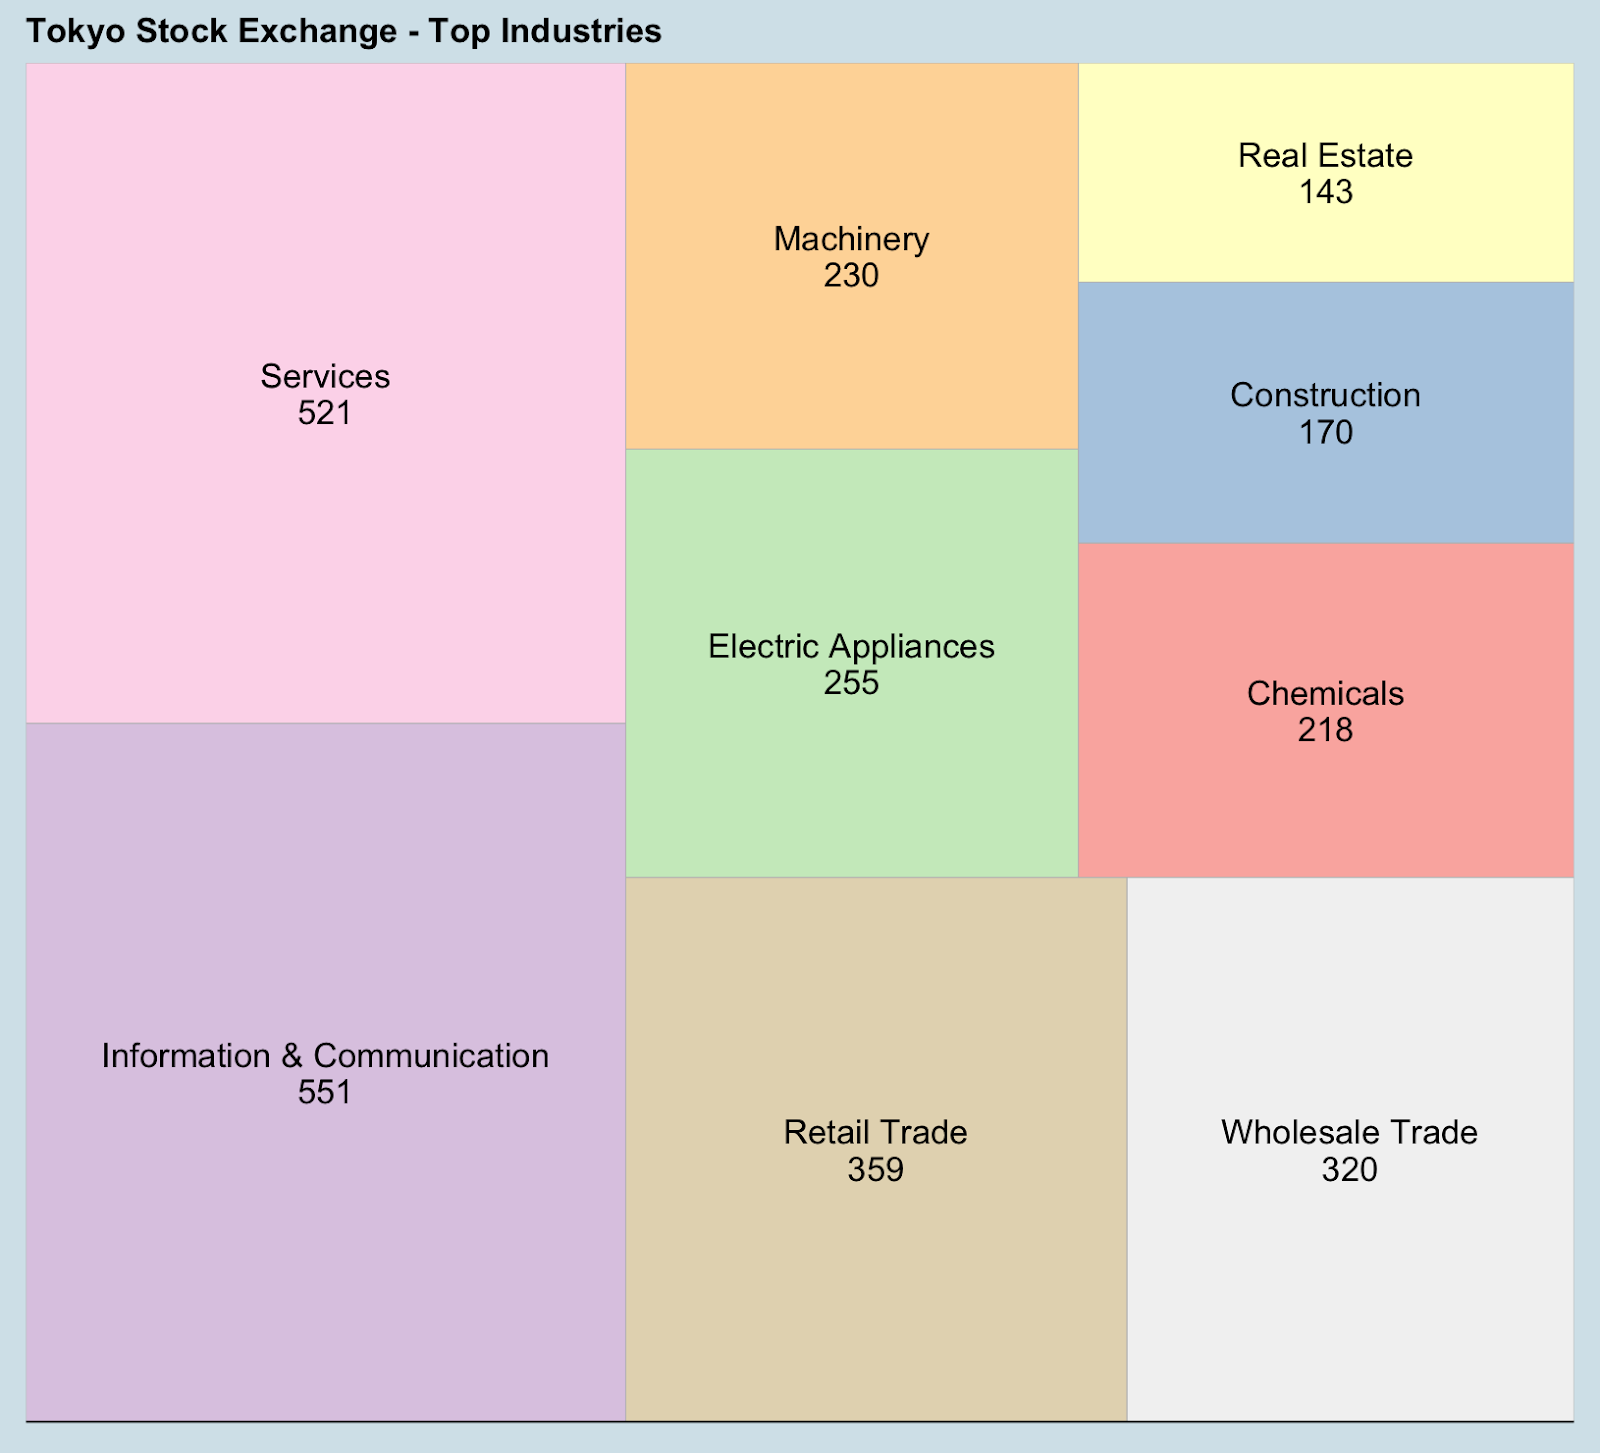 Tokyo Stock Exchange - Top Industries
Services
521
Information & Communication
551
Machinery
230
Electric Appliances
255
Real Estate
143
Construction
170
Chemicals
218
Retail Trade
359
Wholesale Trade
320